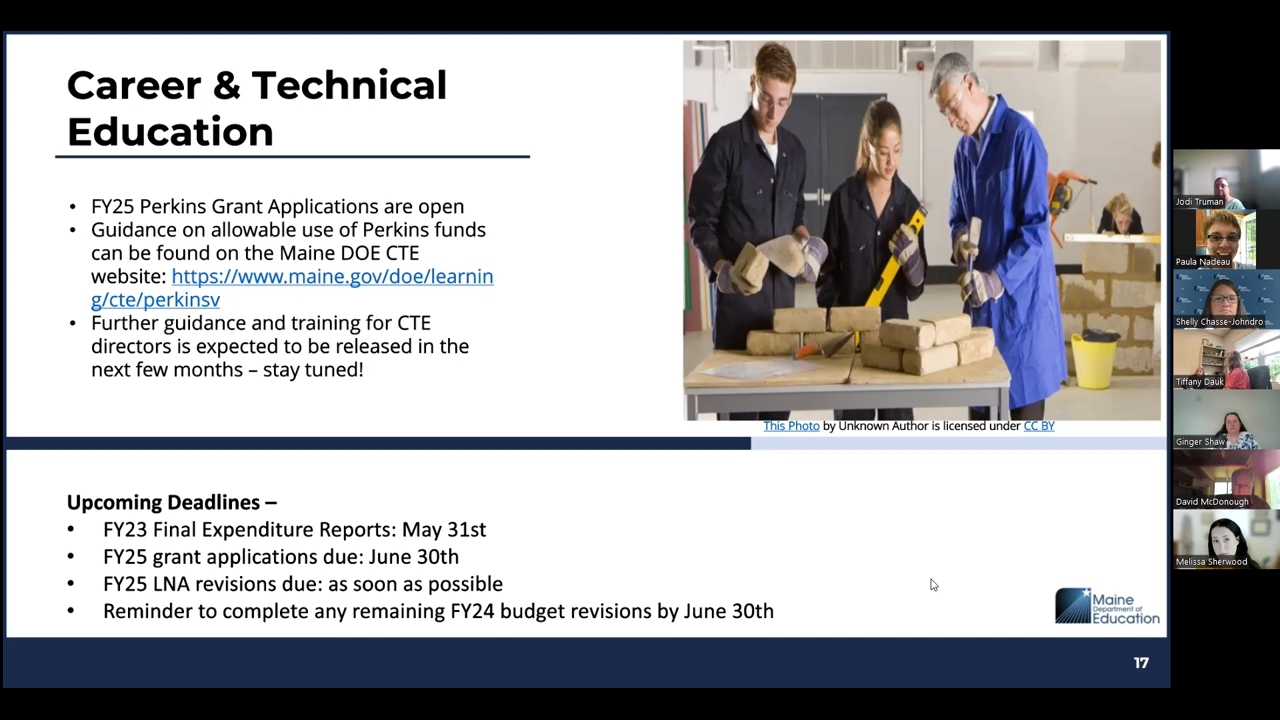 Career & Technical
Education
• FY25 Perkins Grant Applications are open
• Guidance on allowable use of Perkins funds
can be found on the Maine DOE CTE
website: https://www.maine.gov/doe/learnin
g/cte/perkinsv
• Further guidance and training for CTE
directors is expected to be released in the
next few months – stay tuned!
This Photo by Unknown Author is licensed under CC BY
Upcoming Deadlines –
• FY23 Final Expenditure Reports: May 31st
• FY25 grant applications due: June 30th
• FY25 LNA revisions due: as soon as possible
• Reminder to complete any remaining FY24 budget revisions by June 30th
Maine
Department of
Education
17
Jodi Truman
Paula Nadeau
Shelly Chasse-Johndro
Tiffany Dauk
Ginger Shaw
David McDonough
Melissa Sherwood